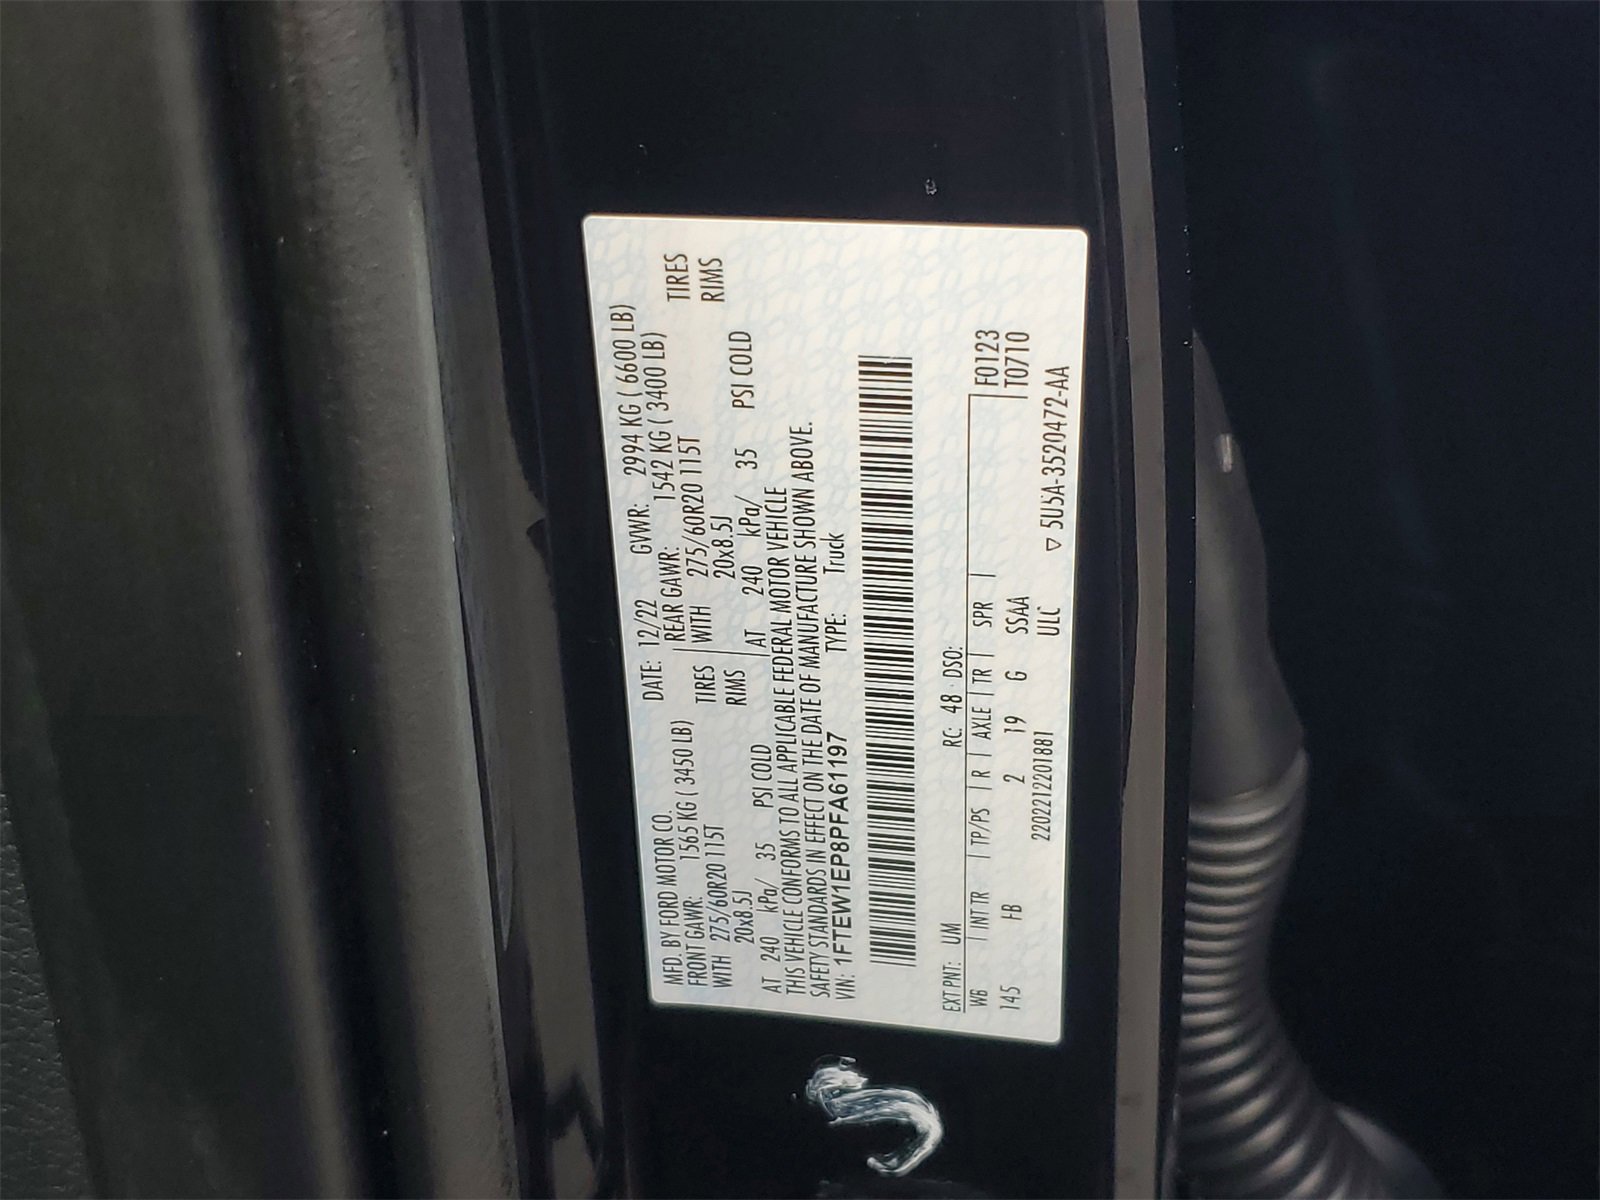 MFD. BY FORD MOTOR CO. DATE: 12/22 GVWR: 2994 KG ( 6600 LB)
FRONT GAWR: 1565 KG ( 3450 LB) REAR GAWR: 1542 KG ( 3400 LB)
WITH 275/60R20 115T TIRES WITH 275/60R20 115T TIRES
20x8.5J RIMS 20x8.5J RIMS
AT 240 kPa/ 35 PSI COLD AT 240 kPa/ 35 PSI COLD
THIS VEHICLE CONFORMS TO ALL APPLICABLE FEDERAL MOTOR VEHICLE
SAFETY STANDARDS IN EFFECT ON THE DATE OF MANUFACTURE SHOWN ABOVE.
VIN: 1FTEW1EP8PFA61197 TYPE: Truck
EXT PNT: UM RC: 48 DSO: F0123
WB INT TR TP/PS R AXLE TR SPR T0710
145 HB 2 19 G SSAA
2202212201881 ULC ▽ 5U5A-3520472-AA